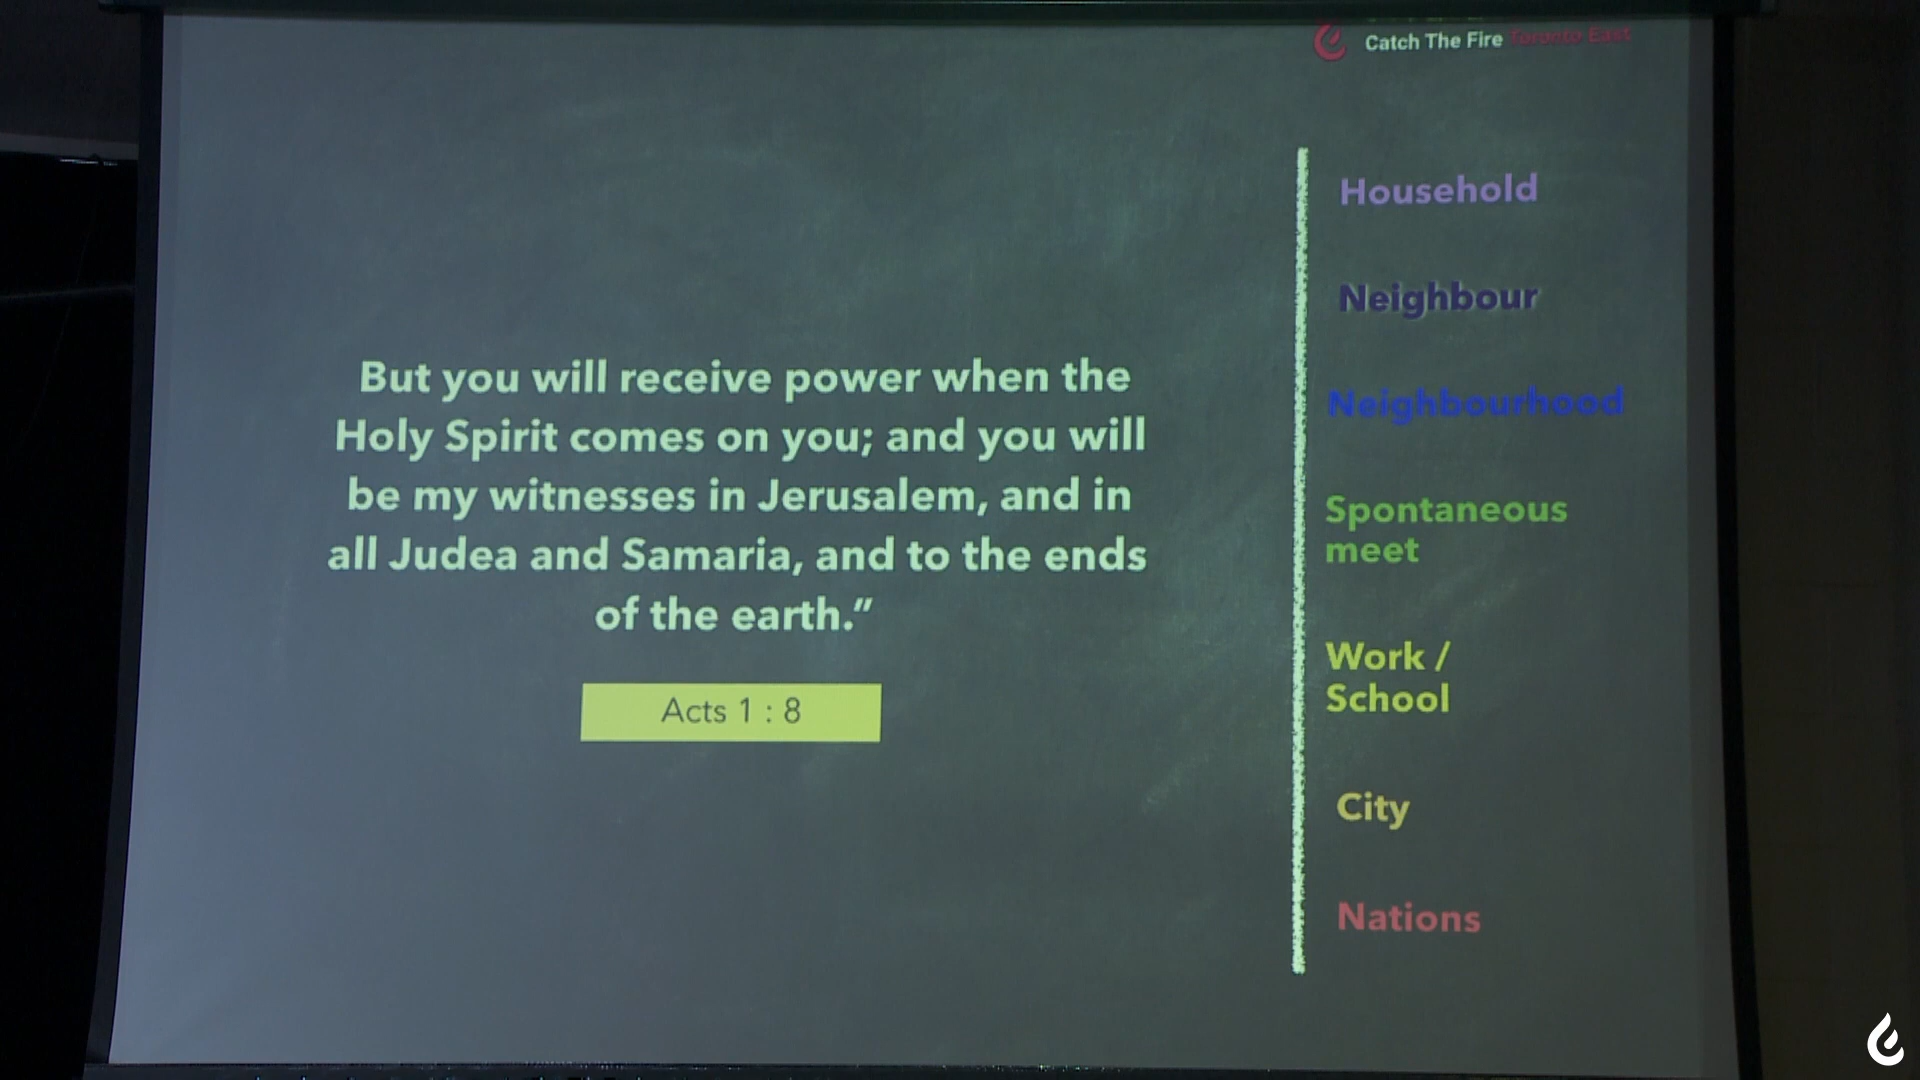 Catch The Fire Toronto East
But you will receive power when the
Holy Spirit comes on you; and you will
be my witnesses in Jerusalem, and in
all Judea and Samaria, and to the ends
of the earth.”
Acts 1 : 8
Household
Neighbour
Neighbourhood
Spontaneous
meet
Work /
School
City
Nations